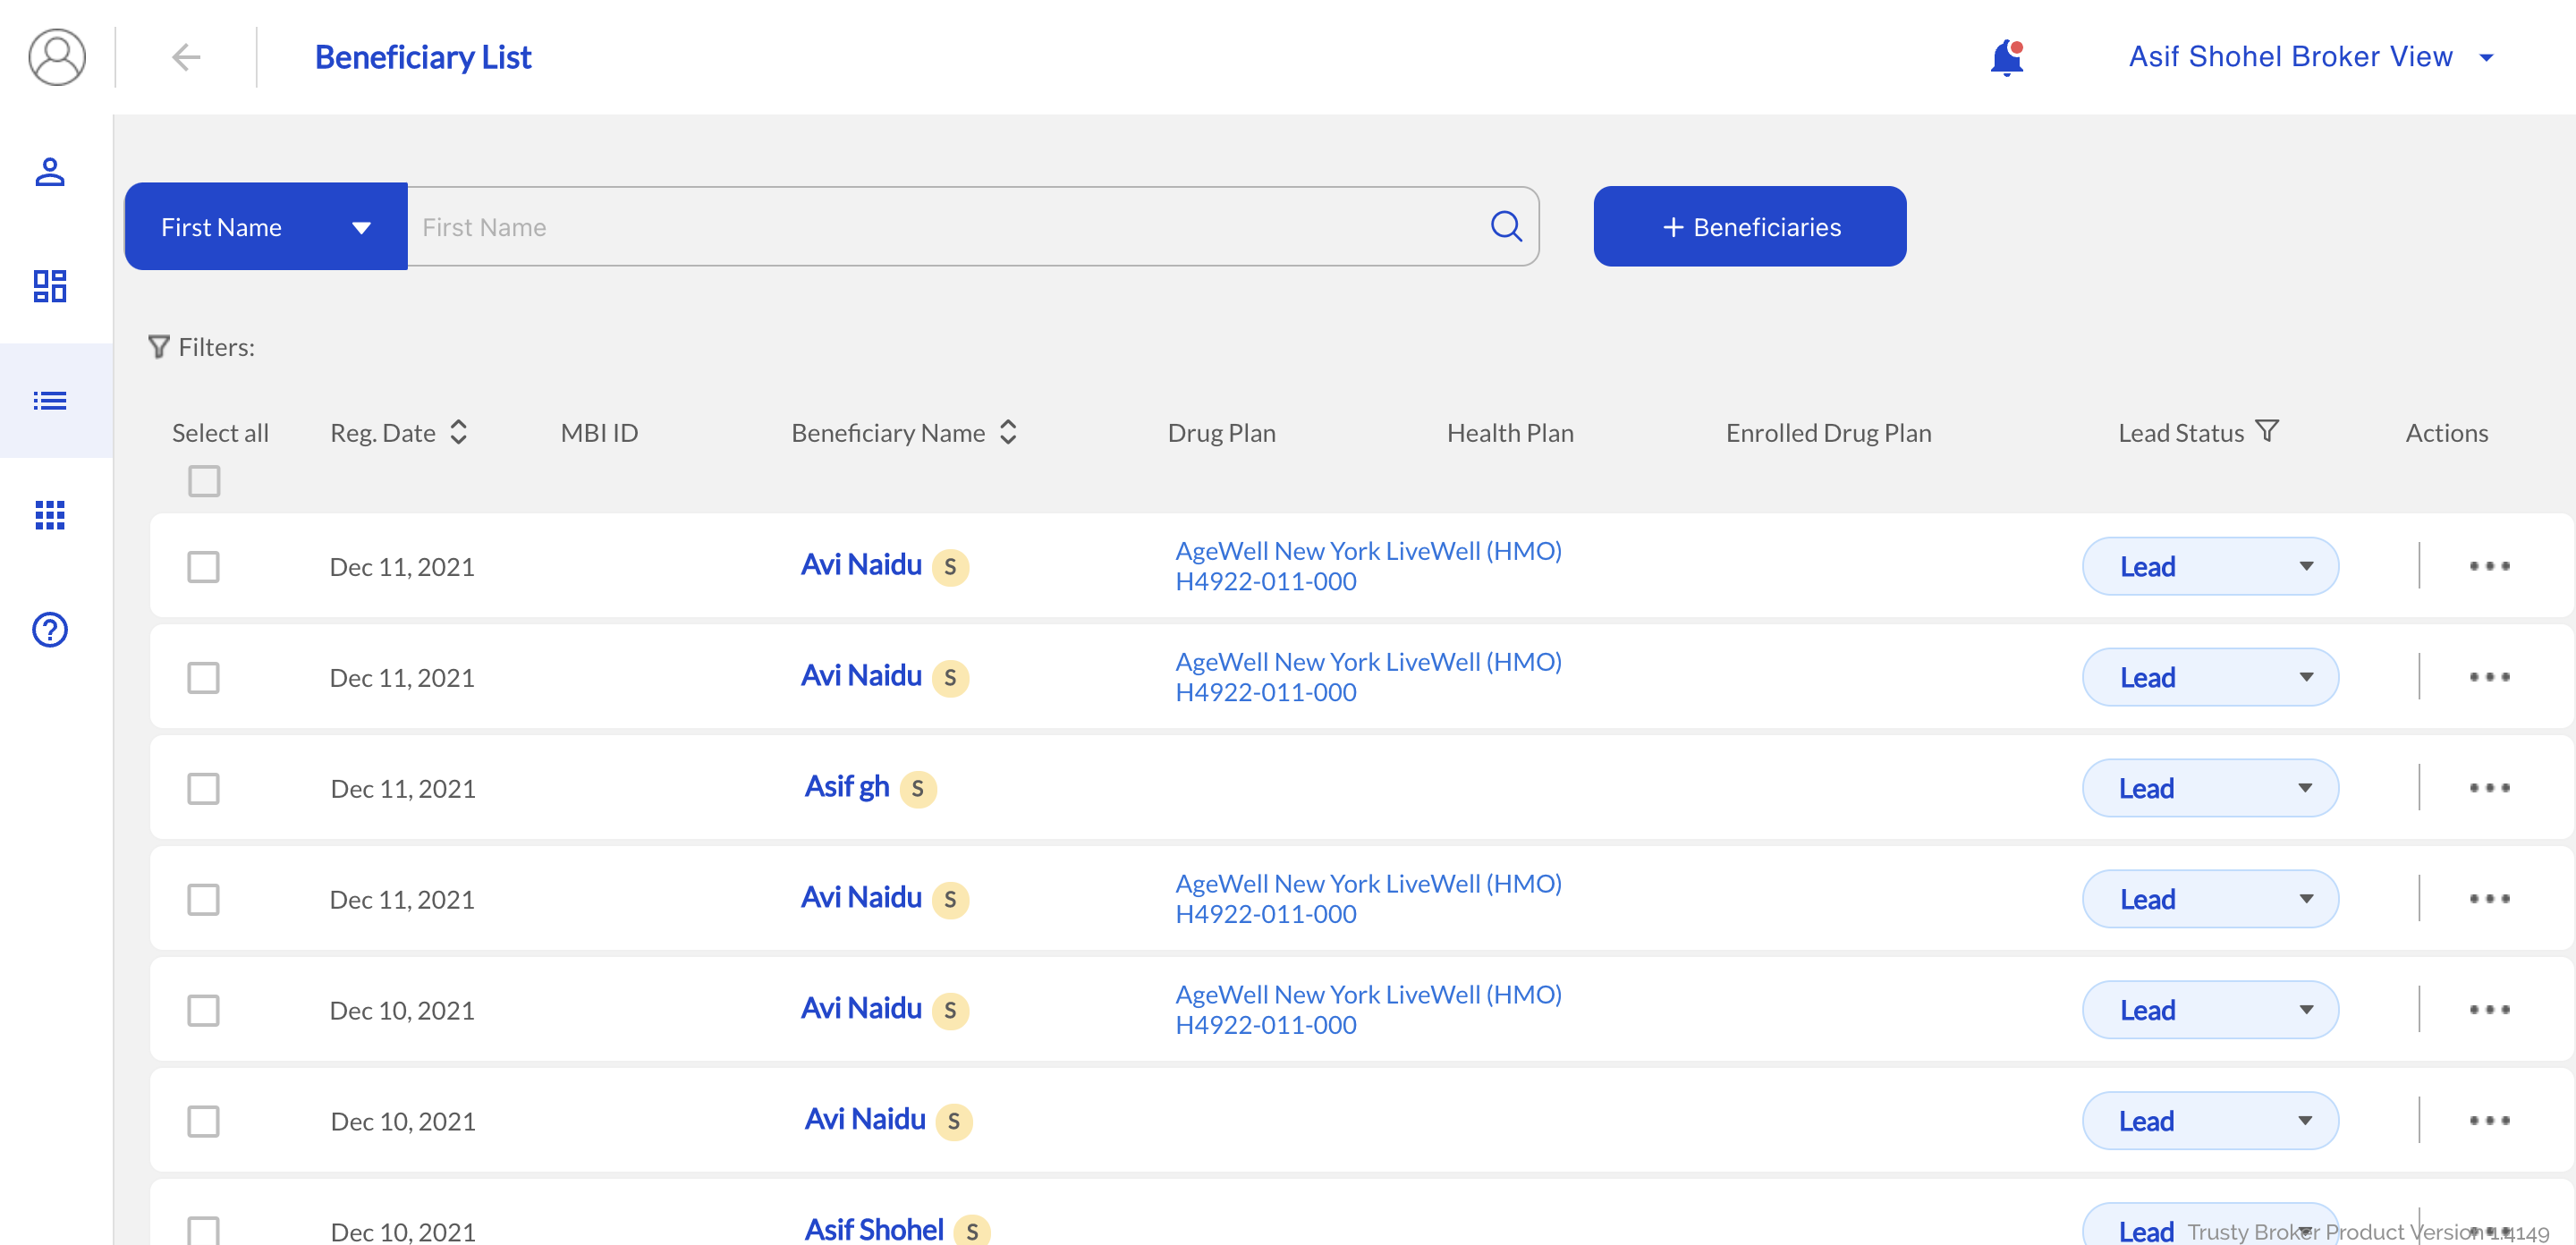 Beneficiary List
Asif Shohel Broker View
First Name
First Name
+ Beneficiaries
Filters:
Select all Reg. Date MBI ID Beneficiary Name Drug Plan Health Plan Enrolled Drug Plan Lead Status Actions
Dec 11, 2021 Avi Naidu S AgeWell New York LiveWell (HMO) Lead
H4922-011-000
Dec 11, 2021 Avi Naidu S AgeWell New York LiveWell (HMO) Lead
H4922-011-000
Dec 11, 2021 Asif gh S Lead
Dec 11, 2021 Avi Naidu S AgeWell New York LiveWell (HMO) Lead
H4922-011-000
Dec 10, 2021 Avi Naidu S AgeWell New York LiveWell (HMO) Lead
H4922-011-000
Dec 10, 2021 Avi Naidu S Lead
Dec 10, 2021 Asif Shohel S Lead
Trusty Broker Product Version 1.4149